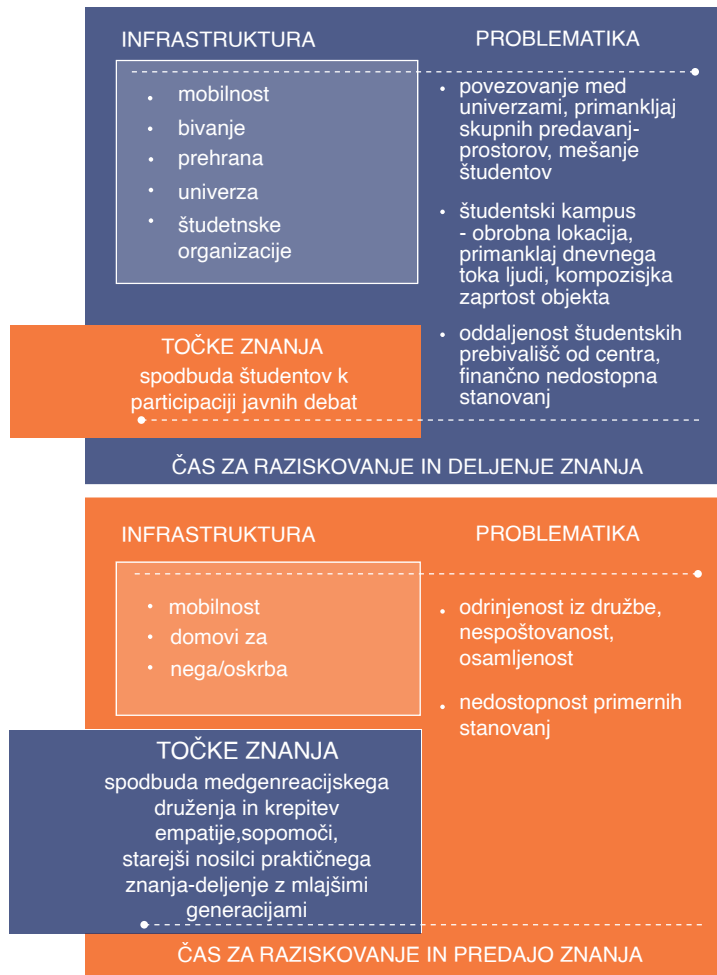 INFRASTRUKTURA
• mobilnost
• bivanje
• prehrana
• univerza
• študetnske
organizacije
PROBLEMATIKA
• povezovanje med
univerzami, primankljaj
skupnih predavanj-
prostorov, mešanje
študentov
• študentski kampus
- obrobna lokacija,
primanklaj dnevnega
toka ljudi, kompozisjka
zaprtost objekta
• oddaljenost študentskih
prebivališč od centra,
finančno nedostopna
stanovanj
TOČKE ZNANJA
spodbuda študentov k
participaciji javnih debat
ČAS ZA RAZISKOVANJE IN DELJENJE ZNANJA
INFRASTRUKTURA
• mobilnost
• domovi za
• nega/oskrba
PROBLEMATIKA
• odrinjenost iz družbe,
nespoštovanost,
osamljenost
• nedostopnost primernih
stanovanj
TOČKE ZNANJA
spodbuda medgenreacijskega
druženja in krepitev
empatije,sopomoči,
starejši nosilci praktičnega
znanja-deljenje z mlajšimi
generacijami
ČAS ZA RAZISKOVANJE IN PREDAJO ZNANJA